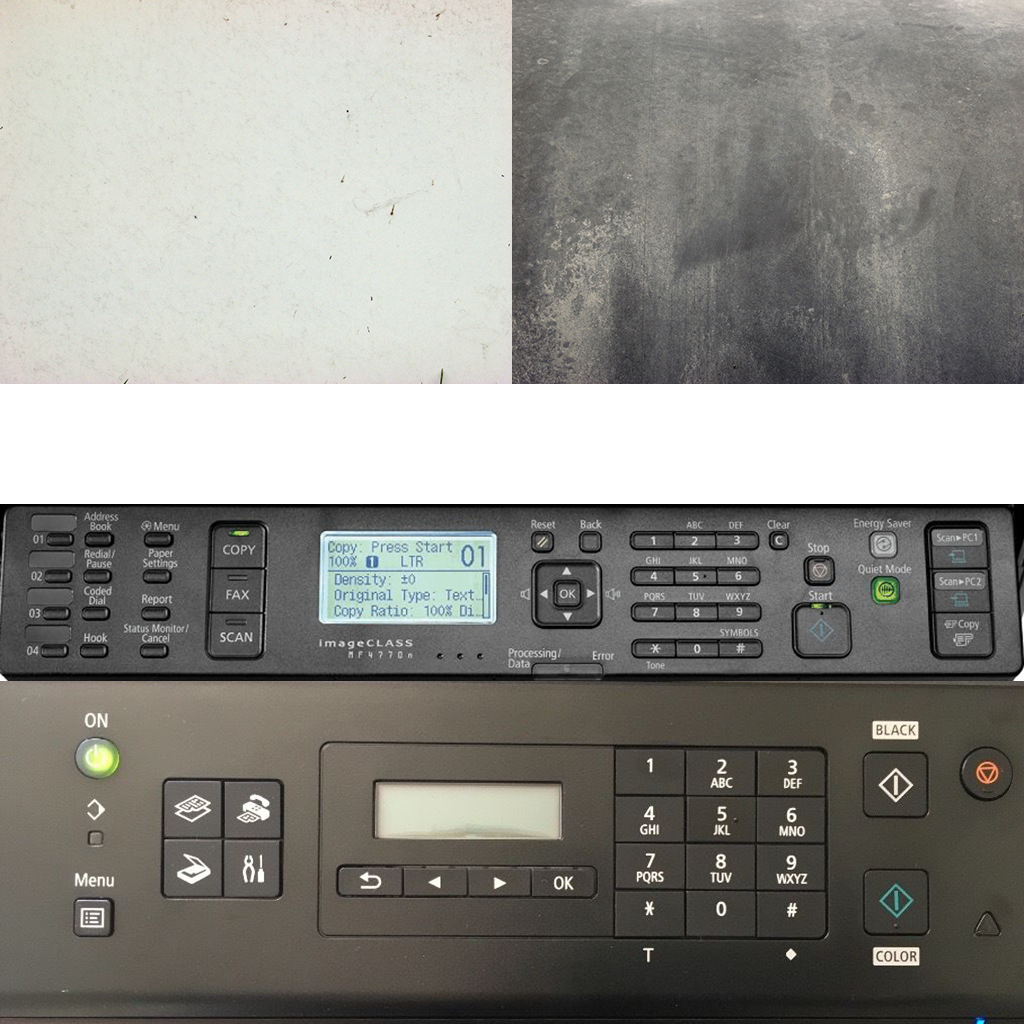 Address Book
Menu
01
Redial/ Pause
Paper Settings
02
Coded Dial
Report
03
Hook
Status Monitor/ Cancel
04
COPY
FAX
SCAN
Copy: Press Start
100% 1 LTR 01
Density: ±0
Original Type: Text...
Copy Ratio: 100% Di...
imageCLASS
MF4770n
Processing/ Data
Error
Reset
Back
OK
ABC DEF
1 2 3
GHI JKL MNO
4 5 6
PQRS TUV WXYZ
7 8 9
SYMBOLS
* 0 #
Tone
Clear
C
Stop
Start
Energy Saver
Quiet Mode
Scan►PC1
Scan►PC2
Copy
ON
Menu
OK
1 2 3
ABC DEF
4 5 6
GHI JKL MNO
7 8 9
PQRS TUV WXYZ
* 0 #
T
BLACK
COLOR